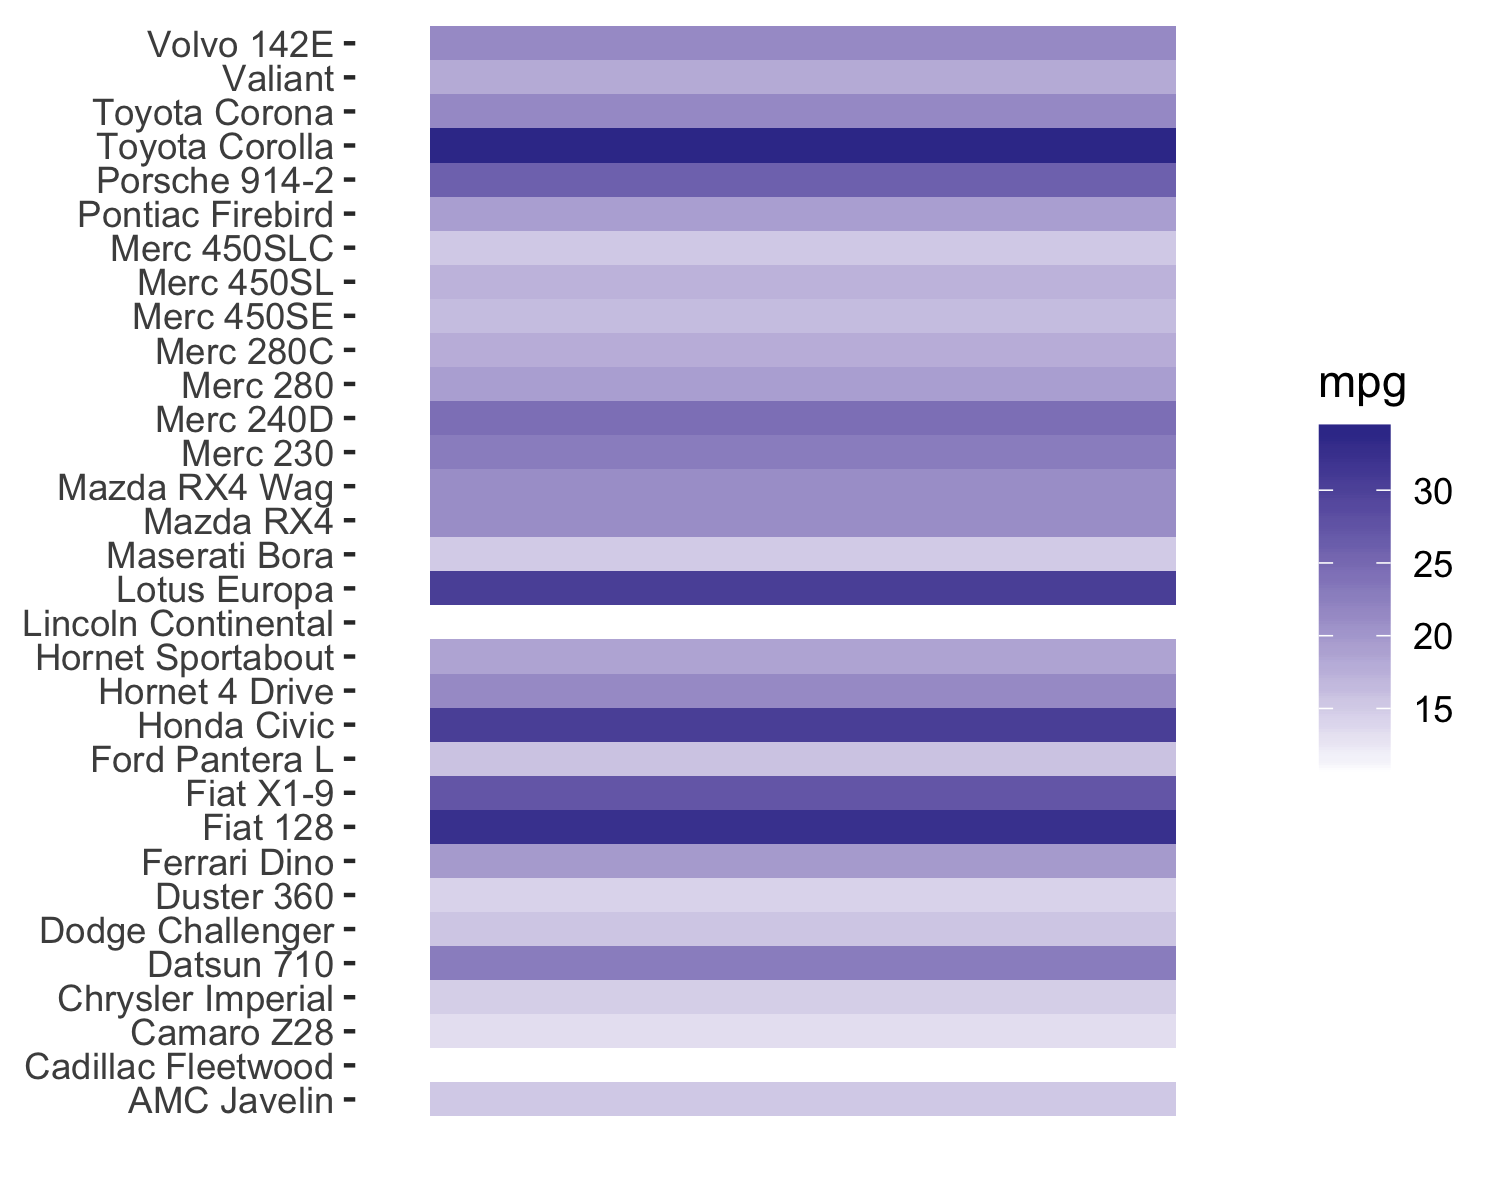 Volvo 142E
Valiant
Toyota Corona
Toyota Corolla
Porsche 914-2
Pontiac Firebird
Merc 450SLC
Merc 450SL
Merc 450SE
Merc 280C
Merc 280
Merc 240D
Merc 230
Mazda RX4 Wag
Mazda RX4
Maserati Bora
Lotus Europa
Lincoln Continental
Hornet Sportabout
Hornet 4 Drive
Honda Civic
Ford Pantera L
Fiat X1-9
Fiat 128
Ferrari Dino
Duster 360
Dodge Challenger
Datsun 710
Chrysler Imperial
Camaro Z28
Cadillac Fleetwood
AMC Javelin
mpg
30
25
20
15